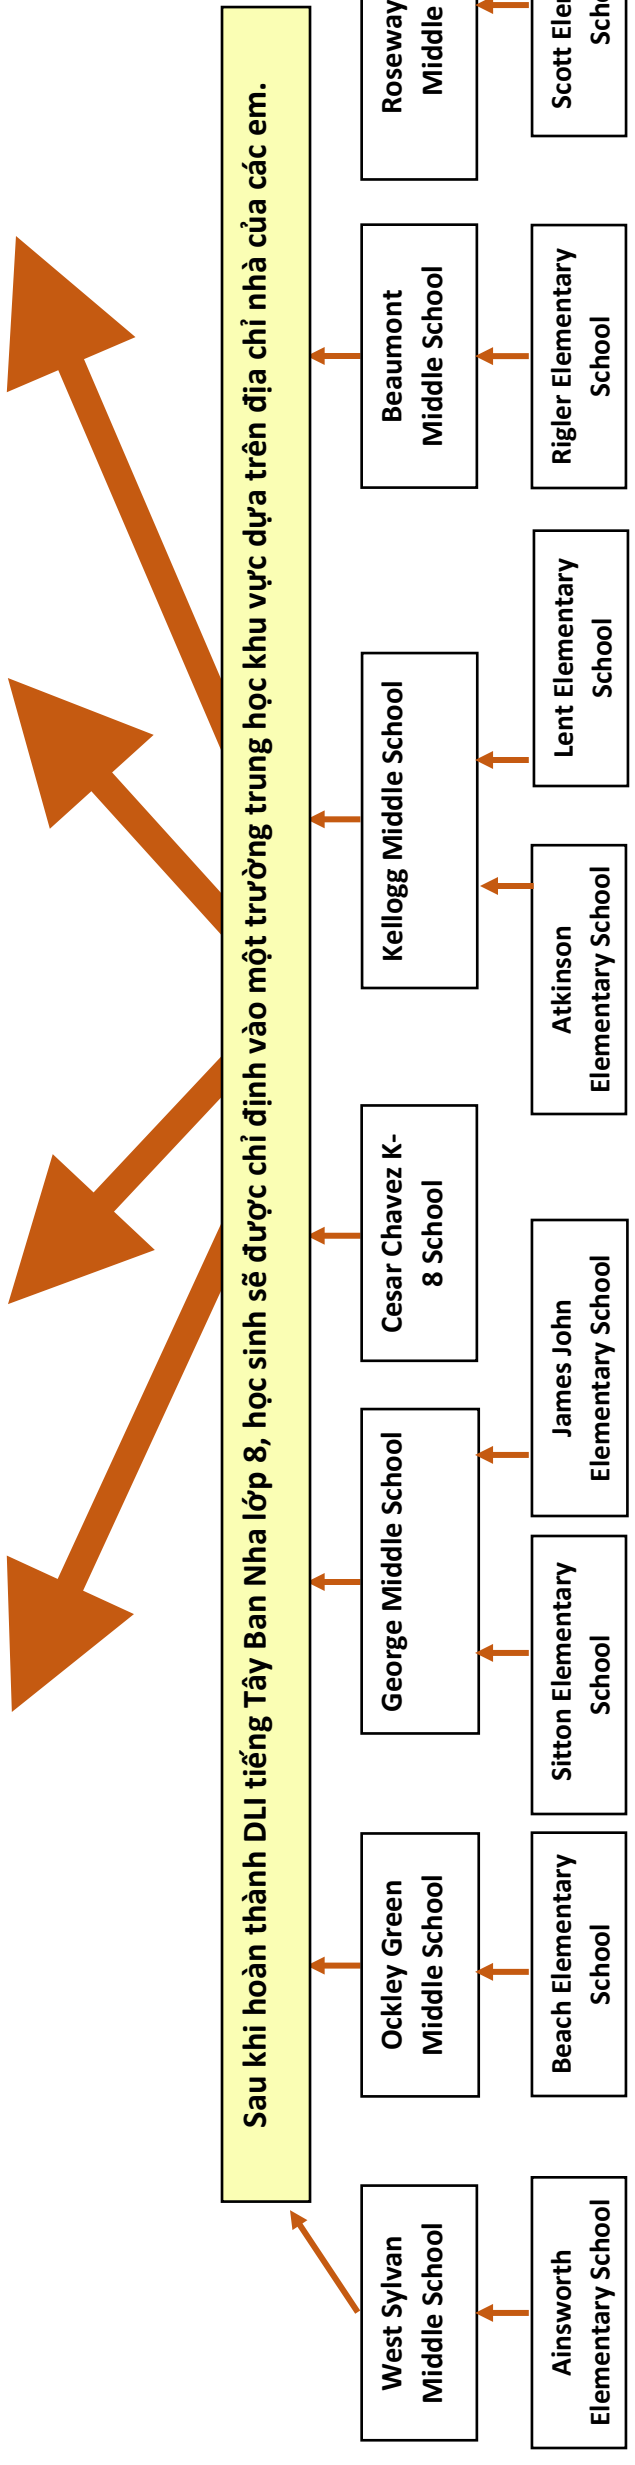 Sau khi hoàn thành DLI tiếng Tây Ban Nha lớp 8, học sinh sẽ được chỉ định vào một trường trung học khu vực dựa trên địa chỉ nhà của các em.
West Sylvan
Middle School
Ockley Green
Middle School
George Middle School
Cesar Chavez K-
8 School
Kellogg Middle School
Beaumont
Middle School
Roseway
Middle
Ainsworth
Elementary School
Beach Elementary
School
Sitton Elementary
School
James John
Elementary School
Atkinson
Elementary School
Lent Elementary
School
Rigler Elementary
School
Scott